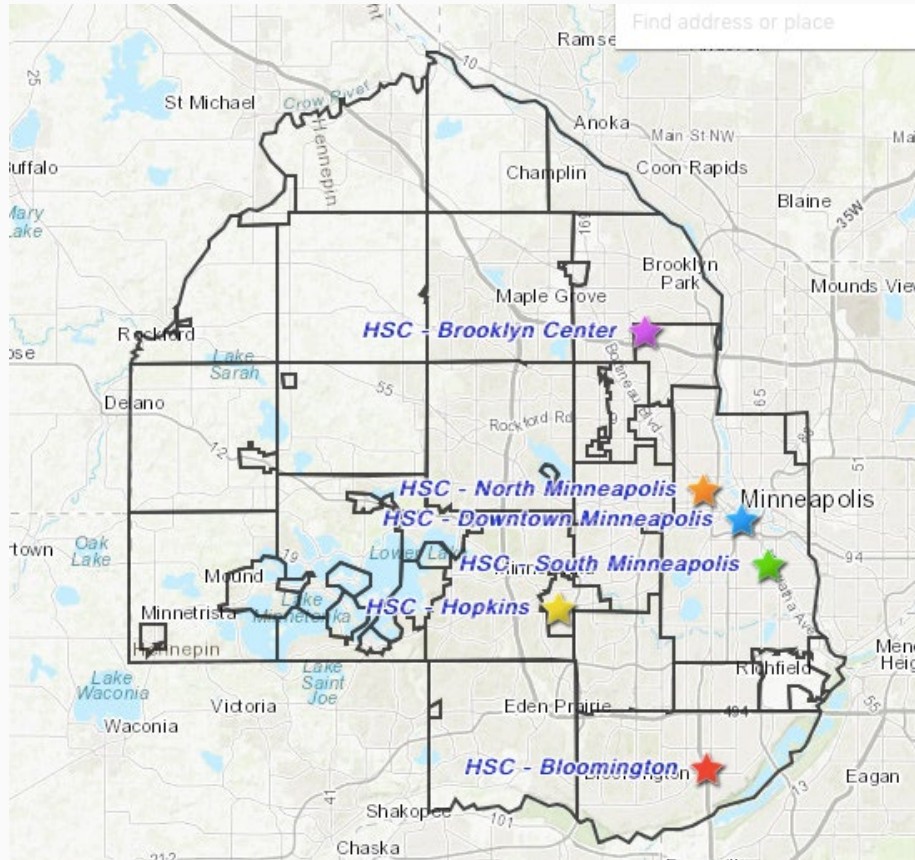 Find address or place
10
25
St Michael
Crow River
Anoka
Main St NW
Hennepin
Champlin
Coon Rapids
Blaine
35W
169
Brooklyn
Park
Mounds View
Maple Grove
HSC - Brooklyn Center
Rockford
Lake
Sarah
Bottineau Blvd
55
65
Delano
Rockford Rd
12
HSC - North Minneapolis
Minneapolis
51
HSC - Downtown Minneapolis
Oak
Lake
Lower Lake
94
HSC - South Minneapolis
Mound
Lake
Minnetonka
HSC - Hopkins
Minnetrista
Hennepin
Richfield
Lake
Waconia
Lake
Saint
Joe
Victoria
Eden Prairie
494
55
Waconia
HSC - Bloomington
Eagan
13
41
Shakopee
101
Chaska